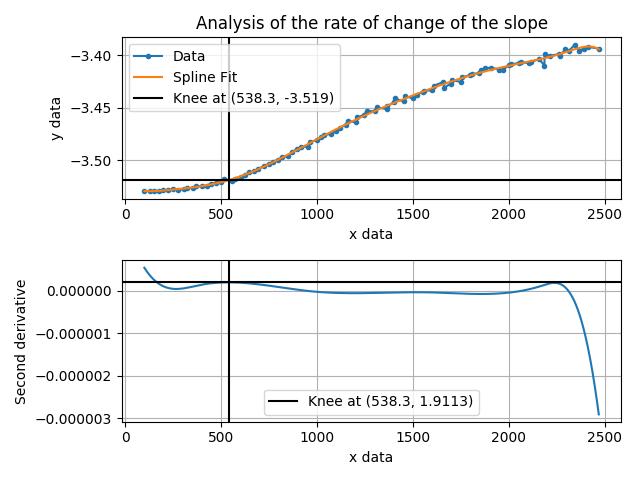 Analysis of the rate of change of the slope
−3.40
−3.45
−3.50
y data
Data
Spline Fit
Knee at (538.3, -3.519)
0
500
1000
1500
2000
2500
x data
0.000000
−0.000001
−0.000002
−0.000003
Second derivative
Knee at (538.3, 1.9113)
0
500
1000
1500
2000
2500
x data